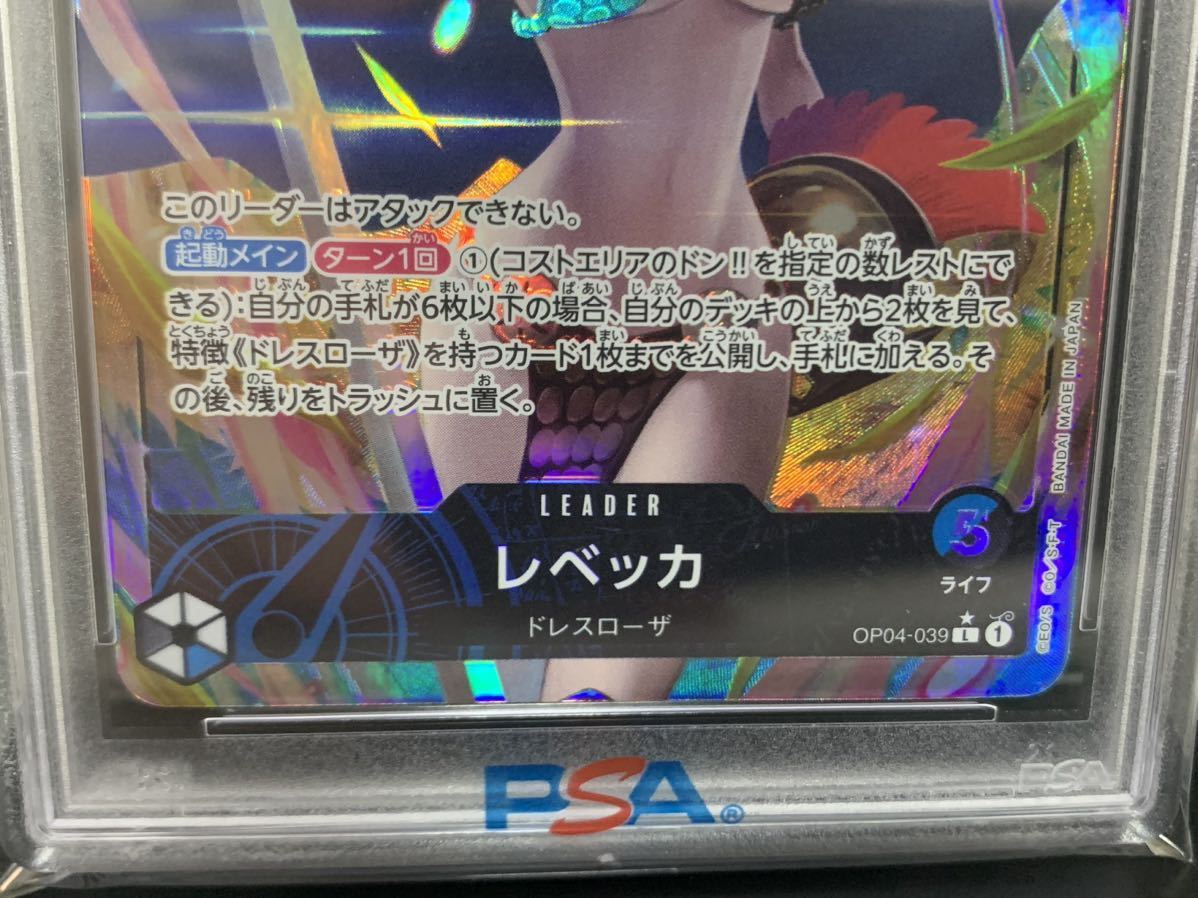 このリーダーはアタックできない。
起動メイン ターン1回 ①(コストエリアのドン!!を指定の数レストにで
きる):自分の手札が6枚以下の場合、自分のデッキの上から2枚を見て、
特徴《ドレスローザ》を持つカード1枚までを公開し、手札に加える。そ
の後、残りをトラッシュに置く。
LEADER
レベッカ
ドレスローザ
5
ライフ
OP04-039 L 1
©EO/S ©O/S・F・T BANDAI MADE IN JAPAN
PSA®
PSA